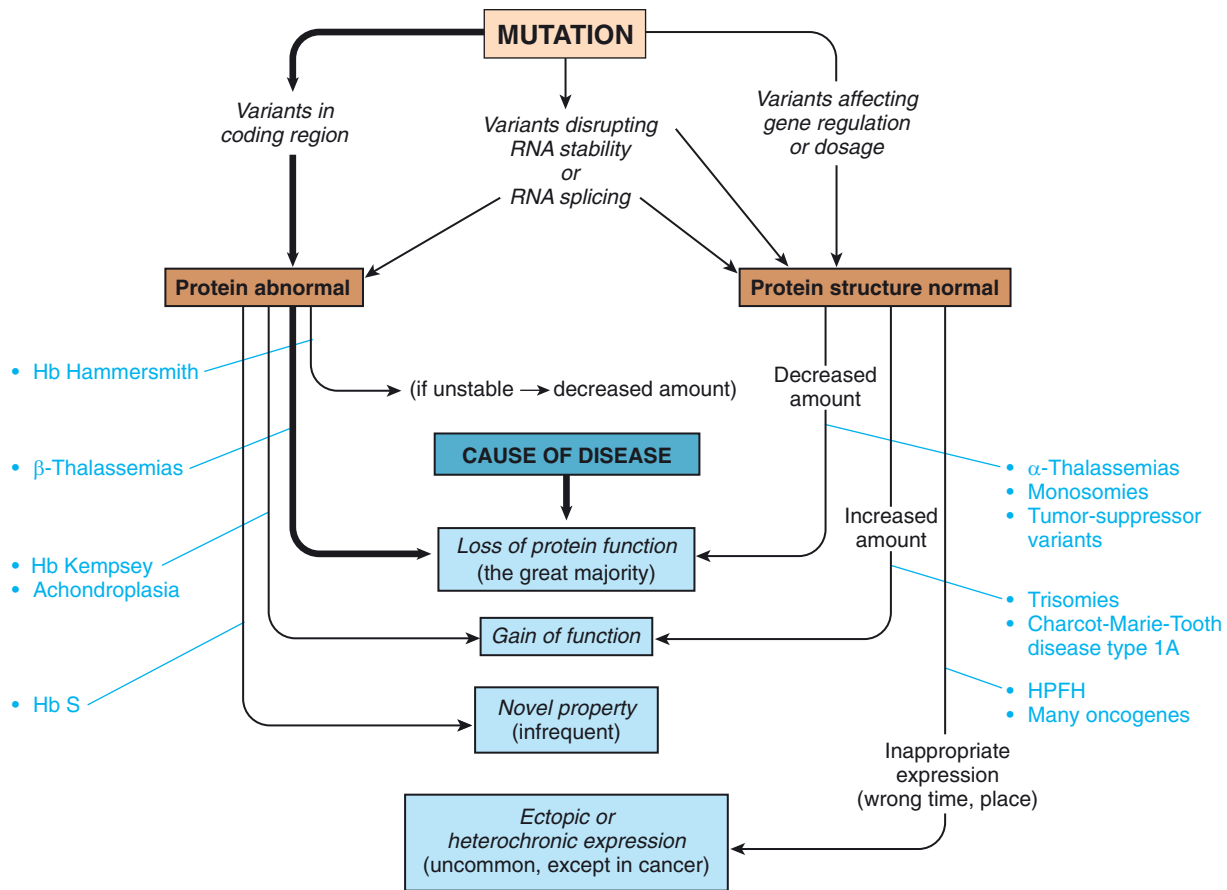 MUTATION
Variants in
coding region
Variants disrupting
RNA stability
or
RNA splicing
Variants affecting
gene regulation
or dosage
Protein abnormal
Protein structure normal
• Hb Hammersmith
(if unstable → decreased amount)
Decreased
amount
• β-Thalassemias
CAUSE OF DISEASE
• α-Thalassemias
• Monosomies
• Tumor-suppressor
variants
Increased
amount
Loss of protein function
(the great majority)
• Hb Kempsey
• Achondroplasia
• Trisomies
• Charcot-Marie-Tooth
disease type 1A
Gain of function
• Hb S
• HPFH
• Many oncogenes
Novel property
(infrequent)
Inappropriate
expression
(wrong time, place)
Ectopic or
heterochronic expression
(uncommon, except in cancer)